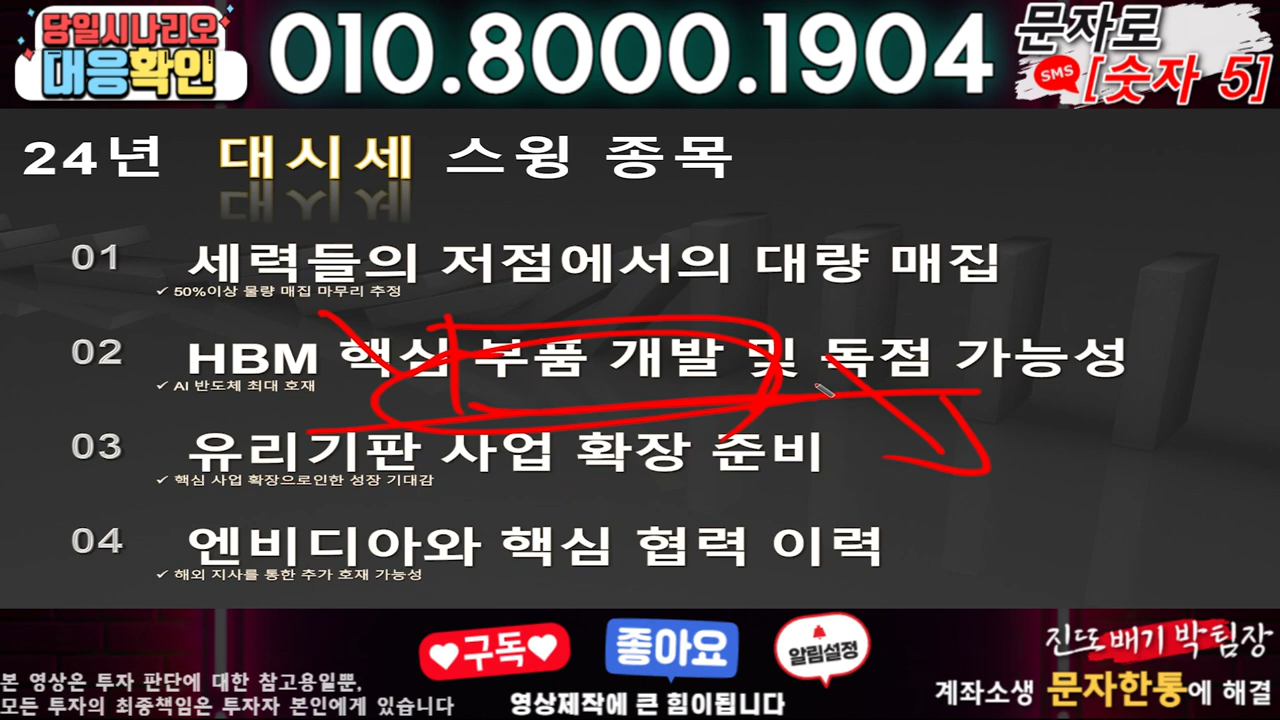 당일시나리오
대응확인
010.8000.1904
문자로
SMS [숫자 5]
24년 대시세 스윙 종목
01 세력들의 저점에서의 대량 매집
✓ 50%이상 물량 매집 마무리 추정
02 HBM 핵심 부품 개발 및 독점 가능성
✓ AI 반도체 최대 호재
03 유리기판 사업 확장 준비
✓ 핵심 사업 확장으로인한 성장 기대감
04 엔비디아와 핵심 협력 이력
✓ 해외 지사를 통한 추가 호재 가능성
구독
좋아요
알림설정
영상제작에 큰 힘이됩니다
본 영상은 투자 판단에 대한 참고용일뿐,
모든 투자의 최종책임은 투자자 본인에게 있습니다
진또배기 박팀장
계좌소생 문자한통에 해결